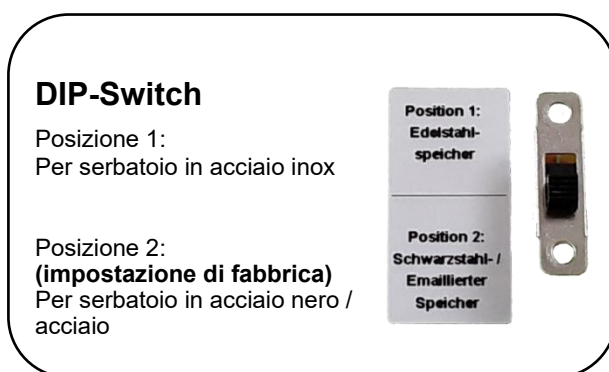 DIP-Switch
Posizione 1:
Per serbatoio in acciaio inox
Posizione 2:
(impostazione di fabbrica)
Per serbatoio in acciaio nero /
acciaio
Position 1:
Edelstahl-
speicher
Position 2:
Schwarzstahl- /
Emaillierter
Speicher